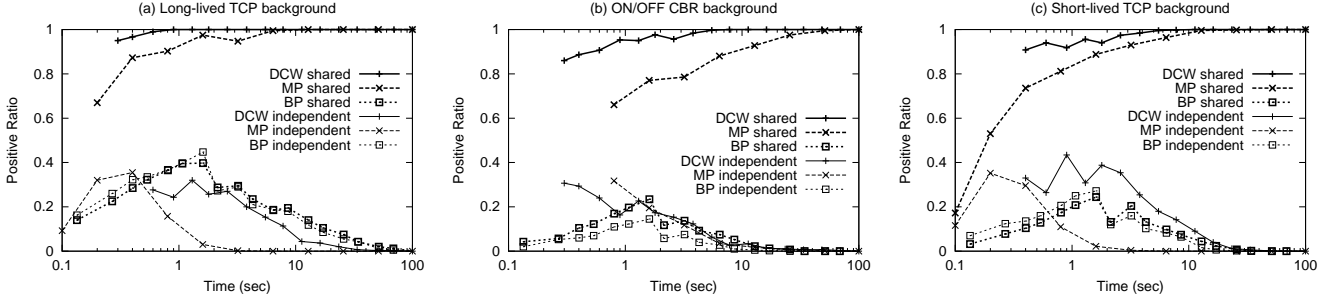 (a) Long-lived TCP background
1
0.8
0.6
0.4
0.2
0
Positive Ratio
DCW shared
MP shared
BP shared
DCW independent
MP independent
BP independent
0.1
1
10
100
Time (sec)
(b) ON/OFF CBR background
1
0.8
0.6
0.4
0.2
0
Positive Ratio
DCW shared
MP shared
BP shared
DCW independent
MP independent
BP independent
0.1
1
10
100
Time (sec)
(c) Short-lived TCP background
1
0.8
0.6
0.4
0.2
0
Positive Ratio
DCW shared
MP shared
BP shared
DCW independent
MP independent
BP independent
0.1
1
10
100
Time (sec)